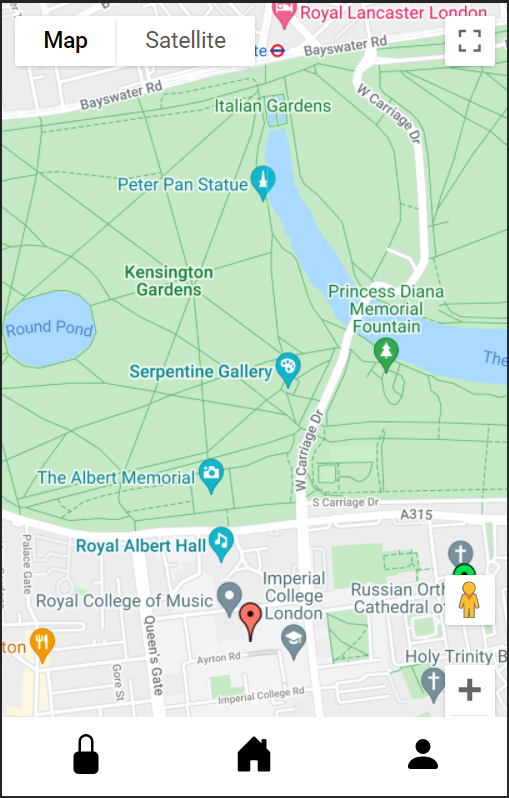 Royal Lancaster London
Map
Satellite
te
Bayswater Rd
Bayswater Rd
W Carriage Dr
Italian Gardens
Peter Pan Statue
Kensington
Gardens
Princess Diana
Memorial
Fountain
Round Pond
The
Serpentine Gallery
W Carriage Dr
The Albert Memorial
S Carriage Dr
A315
Royal Albert Hall
Palace Gate
Imperial
College
London
Royal College of Music
Russian Orth
Cathedral of
Queen's Gate
ton
Ayrton Rd
Holy Trinity B
Gore St
Imperial College Rd